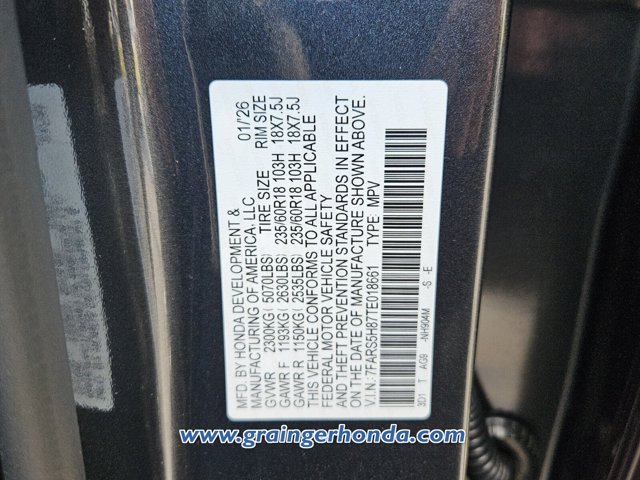 MFD. BY HONDA DEVELOPMENT &
MANUFACTURING OF AMERICA, LLC 01/'26
GVWR 2300KG( 5070LBS) TIRE SIZE RIM SIZE
GAWR F 1193KG( 2630LBS) 235/60R18 103H 18X7.5J
GAWR R 1150KG( 2535LBS) 235/60R18 103H 18X7.5J
THIS VEHICLE CONFORMS TO ALL APPLICABLE
FEDERAL MOTOR VEHICLE SAFETY
AND THEFT PREVENTION STANDARDS IN EFFECT
ON THE DATE OF MANUFACTURE SHOWN ABOVE.
V.I.N.:7FARS5H87TE018661 TYPE: MPV
3D1 T AG9 -NH904M -S -E
www.graingerhonda.com